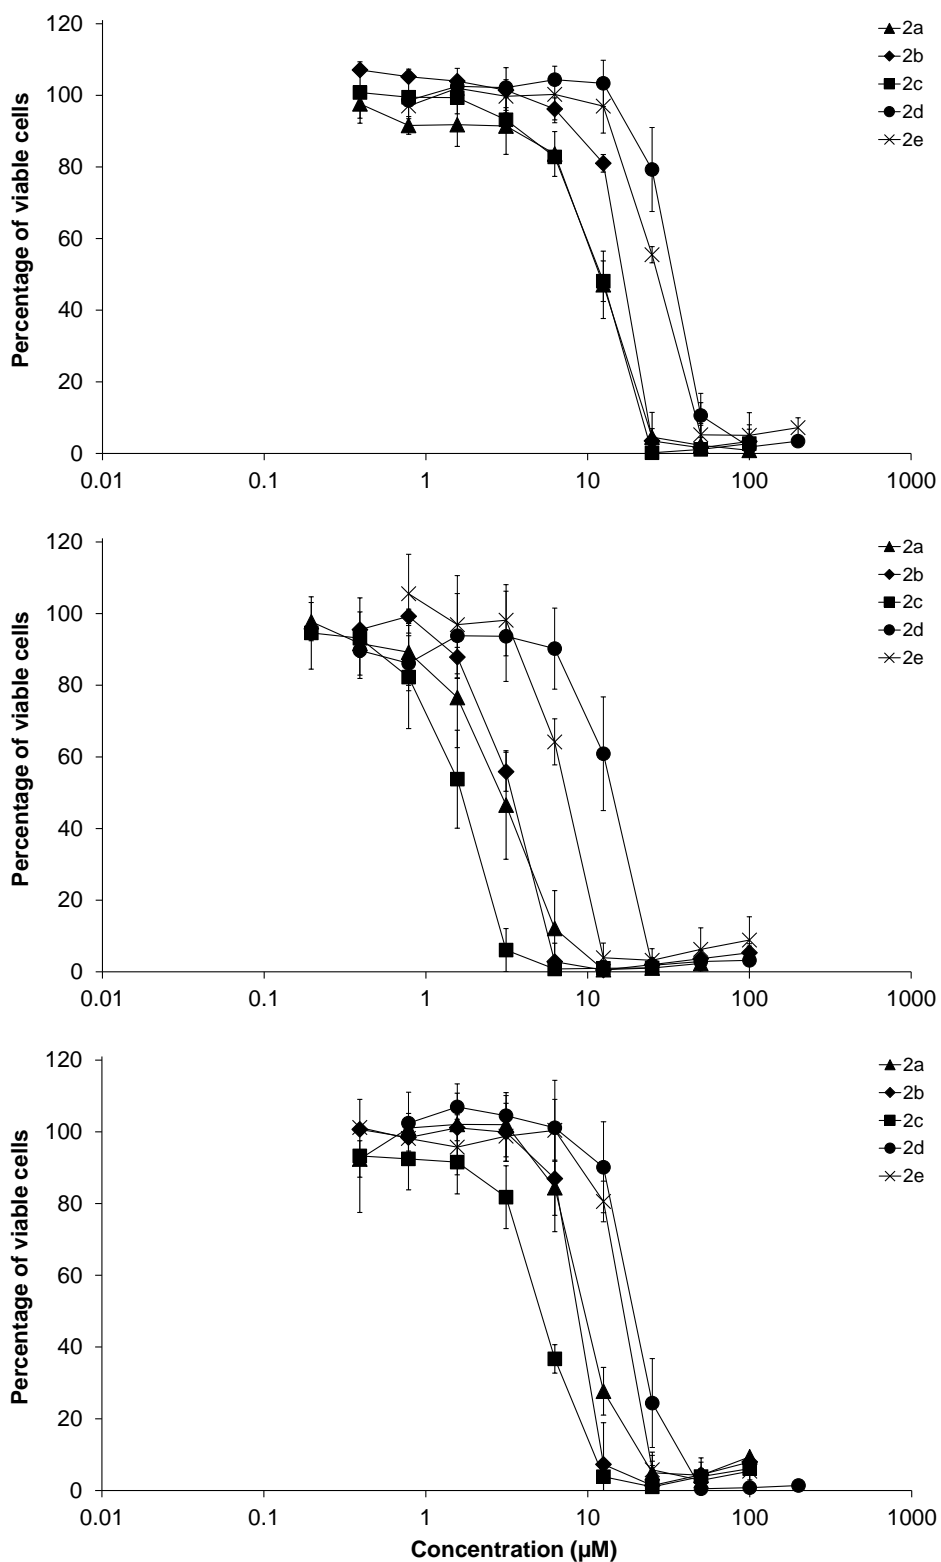 120
100
80
60
40
20
0
Percentage of viable cells
0.01 0.1 1 10 100 1000
2a
2b
2c
2d
2e
120
100
80
60
40
20
0
Percentage of viable cells
0.01 0.1 1 10 100 1000
2a
2b
2c
2d
2e
120
100
80
60
40
20
0
Percentage of viable cells
0.01 0.1 1 10 100 1000
Concentration (µM)
2a
2b
2c
2d
2e